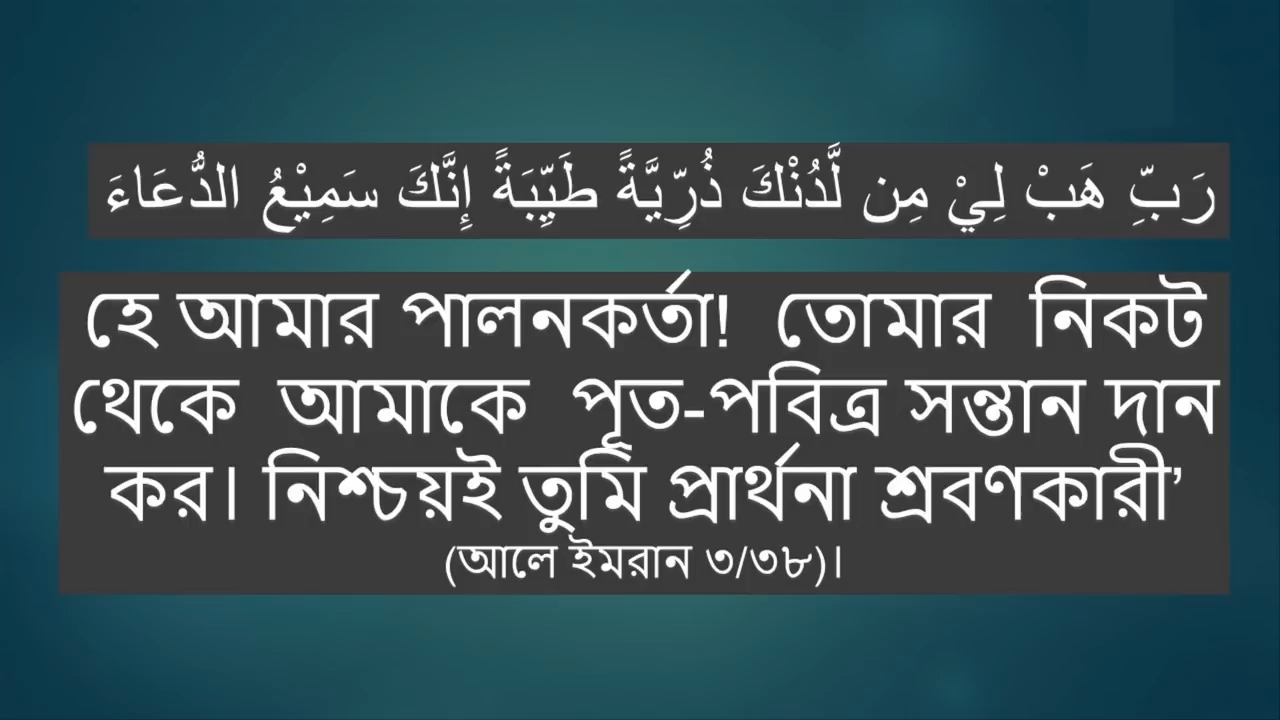 رَبِّ هَبْ لِيْ مِن لَّدُنْكَ ذُرِّيَّةً طَيِّبَةً إِنَّكَ سَمِيْعُ الدُّعَاءَ
হে আমার পালনকর্তা! তোমার নিকট
থেকে আমাকে পূত-পবিত্র সন্তান দান
কর। নিশ্চয়ই তুমি প্রার্থনা শ্রবণকারী’
(আলে ইমরান ৩/৩৮)।